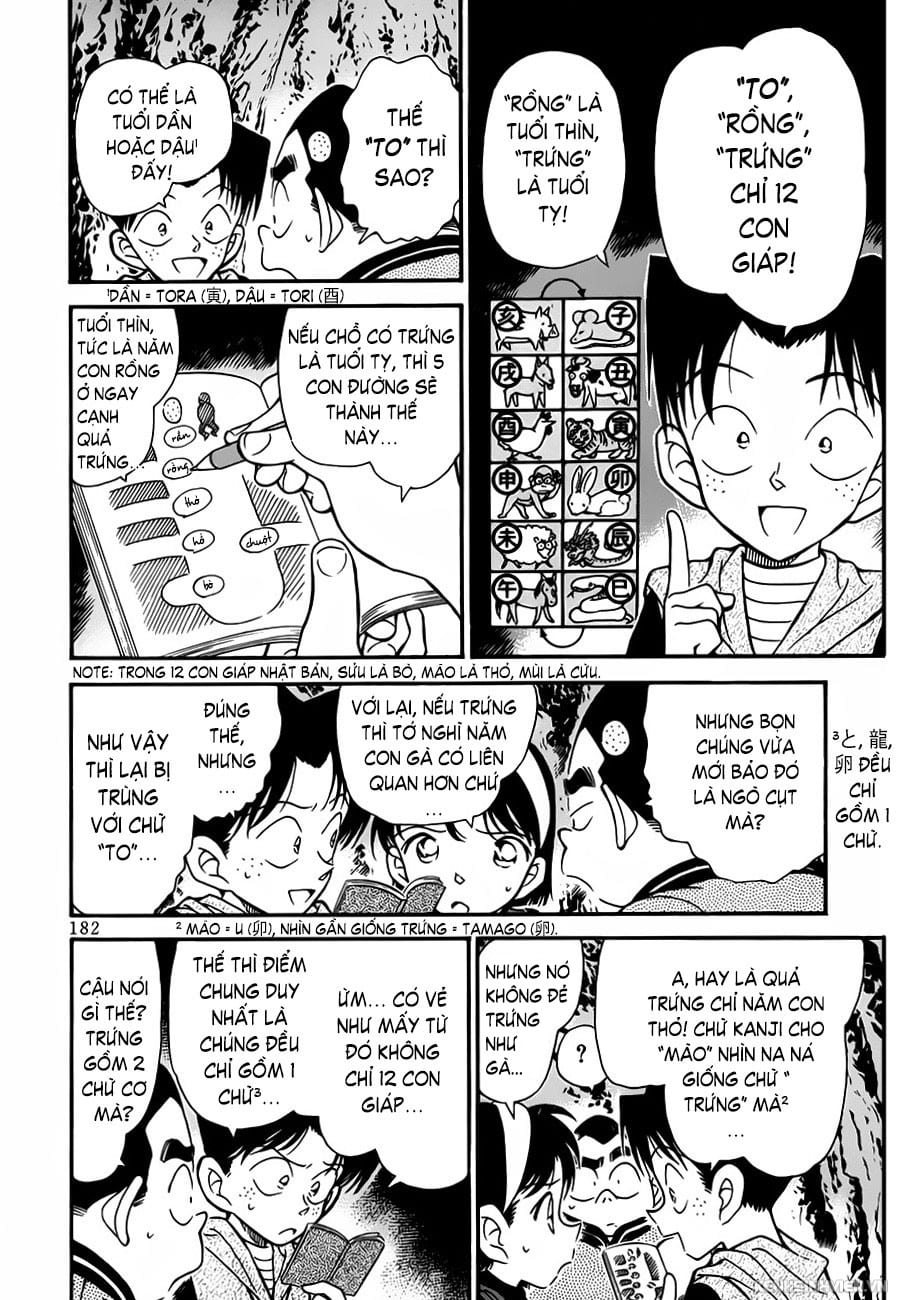 "TO",
"RỒNG",
"TRỨNG"
CHỈ 12
CON
GIÁP!
"RỒNG" LÀ
TUỔI THÌN,
"TRỨNG"
LÀ TUỔI
TỴ!
亥
子
戌
丑
酉
寅
申
卯
未
辰
午
巳
THẾ
"TO" THÌ
SAO?
CÓ THỂ LÀ
TUỔI DẦN
HOẶC DẬU¹
ĐẤY!
¹DẦN = TORA (寅), DẬU = TORI (酉)
NẾU CHỖ CÓ TRỨNG
LÀ TUỔI TỴ, THÌ 5
CON ĐƯỜNG SẼ
THÀNH THẾ
NÀY...
TUỔI THÌN,
TỨC LÀ NĂM
CON RỒNG
Ở NGAY
CẠNH
QUẢ
TRỨNG...
rắn
rồng
thỏ
hổ
chuột
bò
NOTE: TRONG 12 CON GIÁP NHẬT BẢN, SỬU LÀ BÒ, MÃO LÀ THỎ, MÙI LÀ CỪU.
NHƯNG BỌN
CHÚNG VỪA
MỚI BẢO ĐÓ
LÀ NGÕ CỤT
MÀ?
VỚI LẠI, NẾU TRỨNG
THÌ TỚ NGHĨ NĂM
CON GÀ CÓ LIÊN
QUAN HƠN CHỨ
...
ĐÚNG
THẾ,
NHƯNG
...
NHƯ VẬY
THÌ LẠI BỊ
TRÙNG
VỚI CHỮ
"TO"...
³と, 龍,
卵 ĐỀU
CHỈ
GỒM 1
CHỮ.
182
² MÃO = U (卯), NHÌN GẦN GIỐNG TRỨNG = TAMAGO (卵).
A, HAY LÀ QUẢ
TRỨNG CHỈ NĂM CON
THỎ! CHỮ KANJI CHO
"MÃO" NHÌN NA NÁ
GIỐNG CHỮ "
TRỨNG" MÀ²
...
?
NHƯNG NÓ
KHÔNG ĐẺ
TRỨNG
NHƯ
GÀ...
ỪM... CÓ VẺ
NHƯ MẤY TỪ
ĐÓ KHÔNG
CHỈ 12 CON
GIÁP...
THẾ THÌ ĐIỂM
CHUNG DUY
NHẤT LÀ
CHÚNG ĐỀU
CHỈ GỒM 1
CHỮ³...
CẬU NÓI
GÌ THẾ?
TRỨNG
GỒM 2
CHỮ CƠ
MÀ?